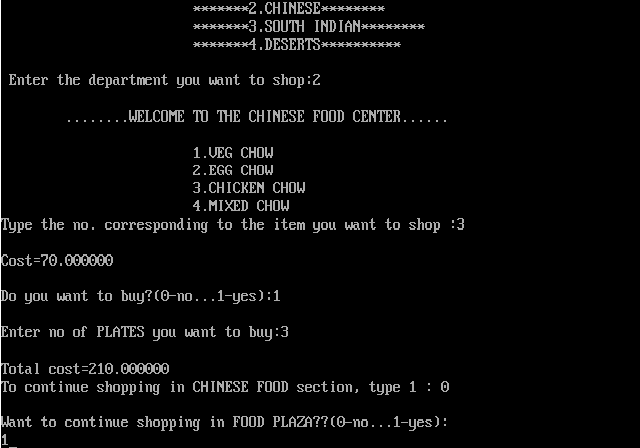 *******2.CHINESE********
*******3.SOUTH INDIAN********
*******4.DESERTS**********
Enter the department you want to shop:2
........WELCOME TO THE CHINESE FOOD CENTER......
1.VEG CHOW
2.EGG CHOW
3.CHICKEN CHOW
4.MIXED CHOW
Type the no. corresponding to the item you want to shop :3
Cost=70.000000
Do you want to buy?(0-no...1-yes):1
Enter no of PLATES you want to buy:3
Total cost=210.000000
To continue shopping in CHINESE FOOD section, type 1 : 0
Want to continue shopping in FOOD PLAZA??(0-no...1-yes):
1_